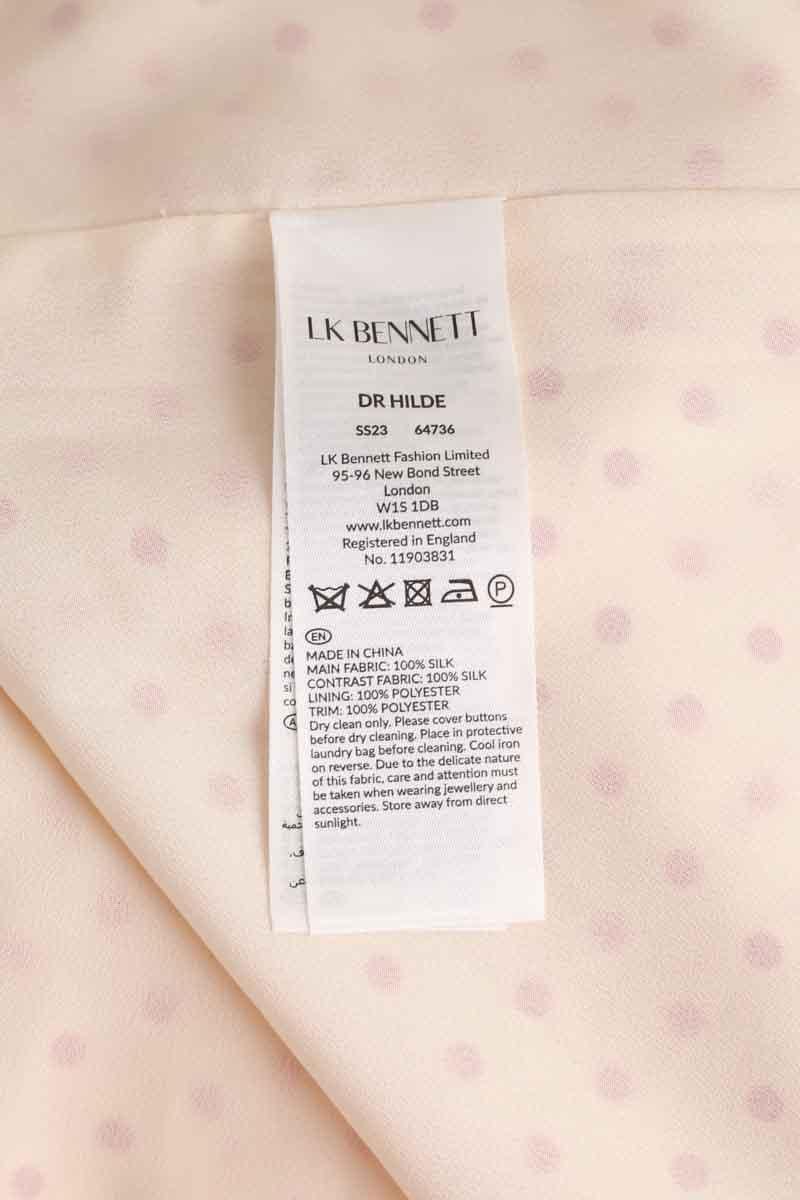 LK BENNETT
LONDON
DR HILDE
SS23 64736
LK Bennett Fashion Limited
95-96 New Bond Street
London
W1S 1DB
www.lkbennett.com
Registered in England
No. 11903831
P
EN
MADE IN CHINA
MAIN FABRIC: 100% SILK
CONTRAST FABRIC: 100% SILK
LINING: 100% POLYESTER
TRIM: 100% POLYESTER
Dry clean only. Please cover buttons
before dry cleaning. Place in protective
laundry bag before cleaning. Cool iron
on reverse. Due to the delicate nature
of this fabric, care and attention must
be taken when wearing jewellery and
accessories. Store away from direct
sunlight.